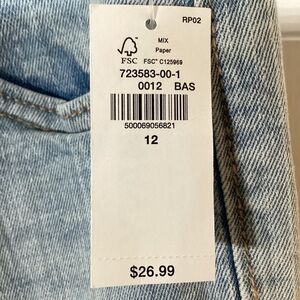 RP02
MIX
Paper
FSC
FSC® C125969
723583-00-1
0012 BAS
500069056821
12
$26.99